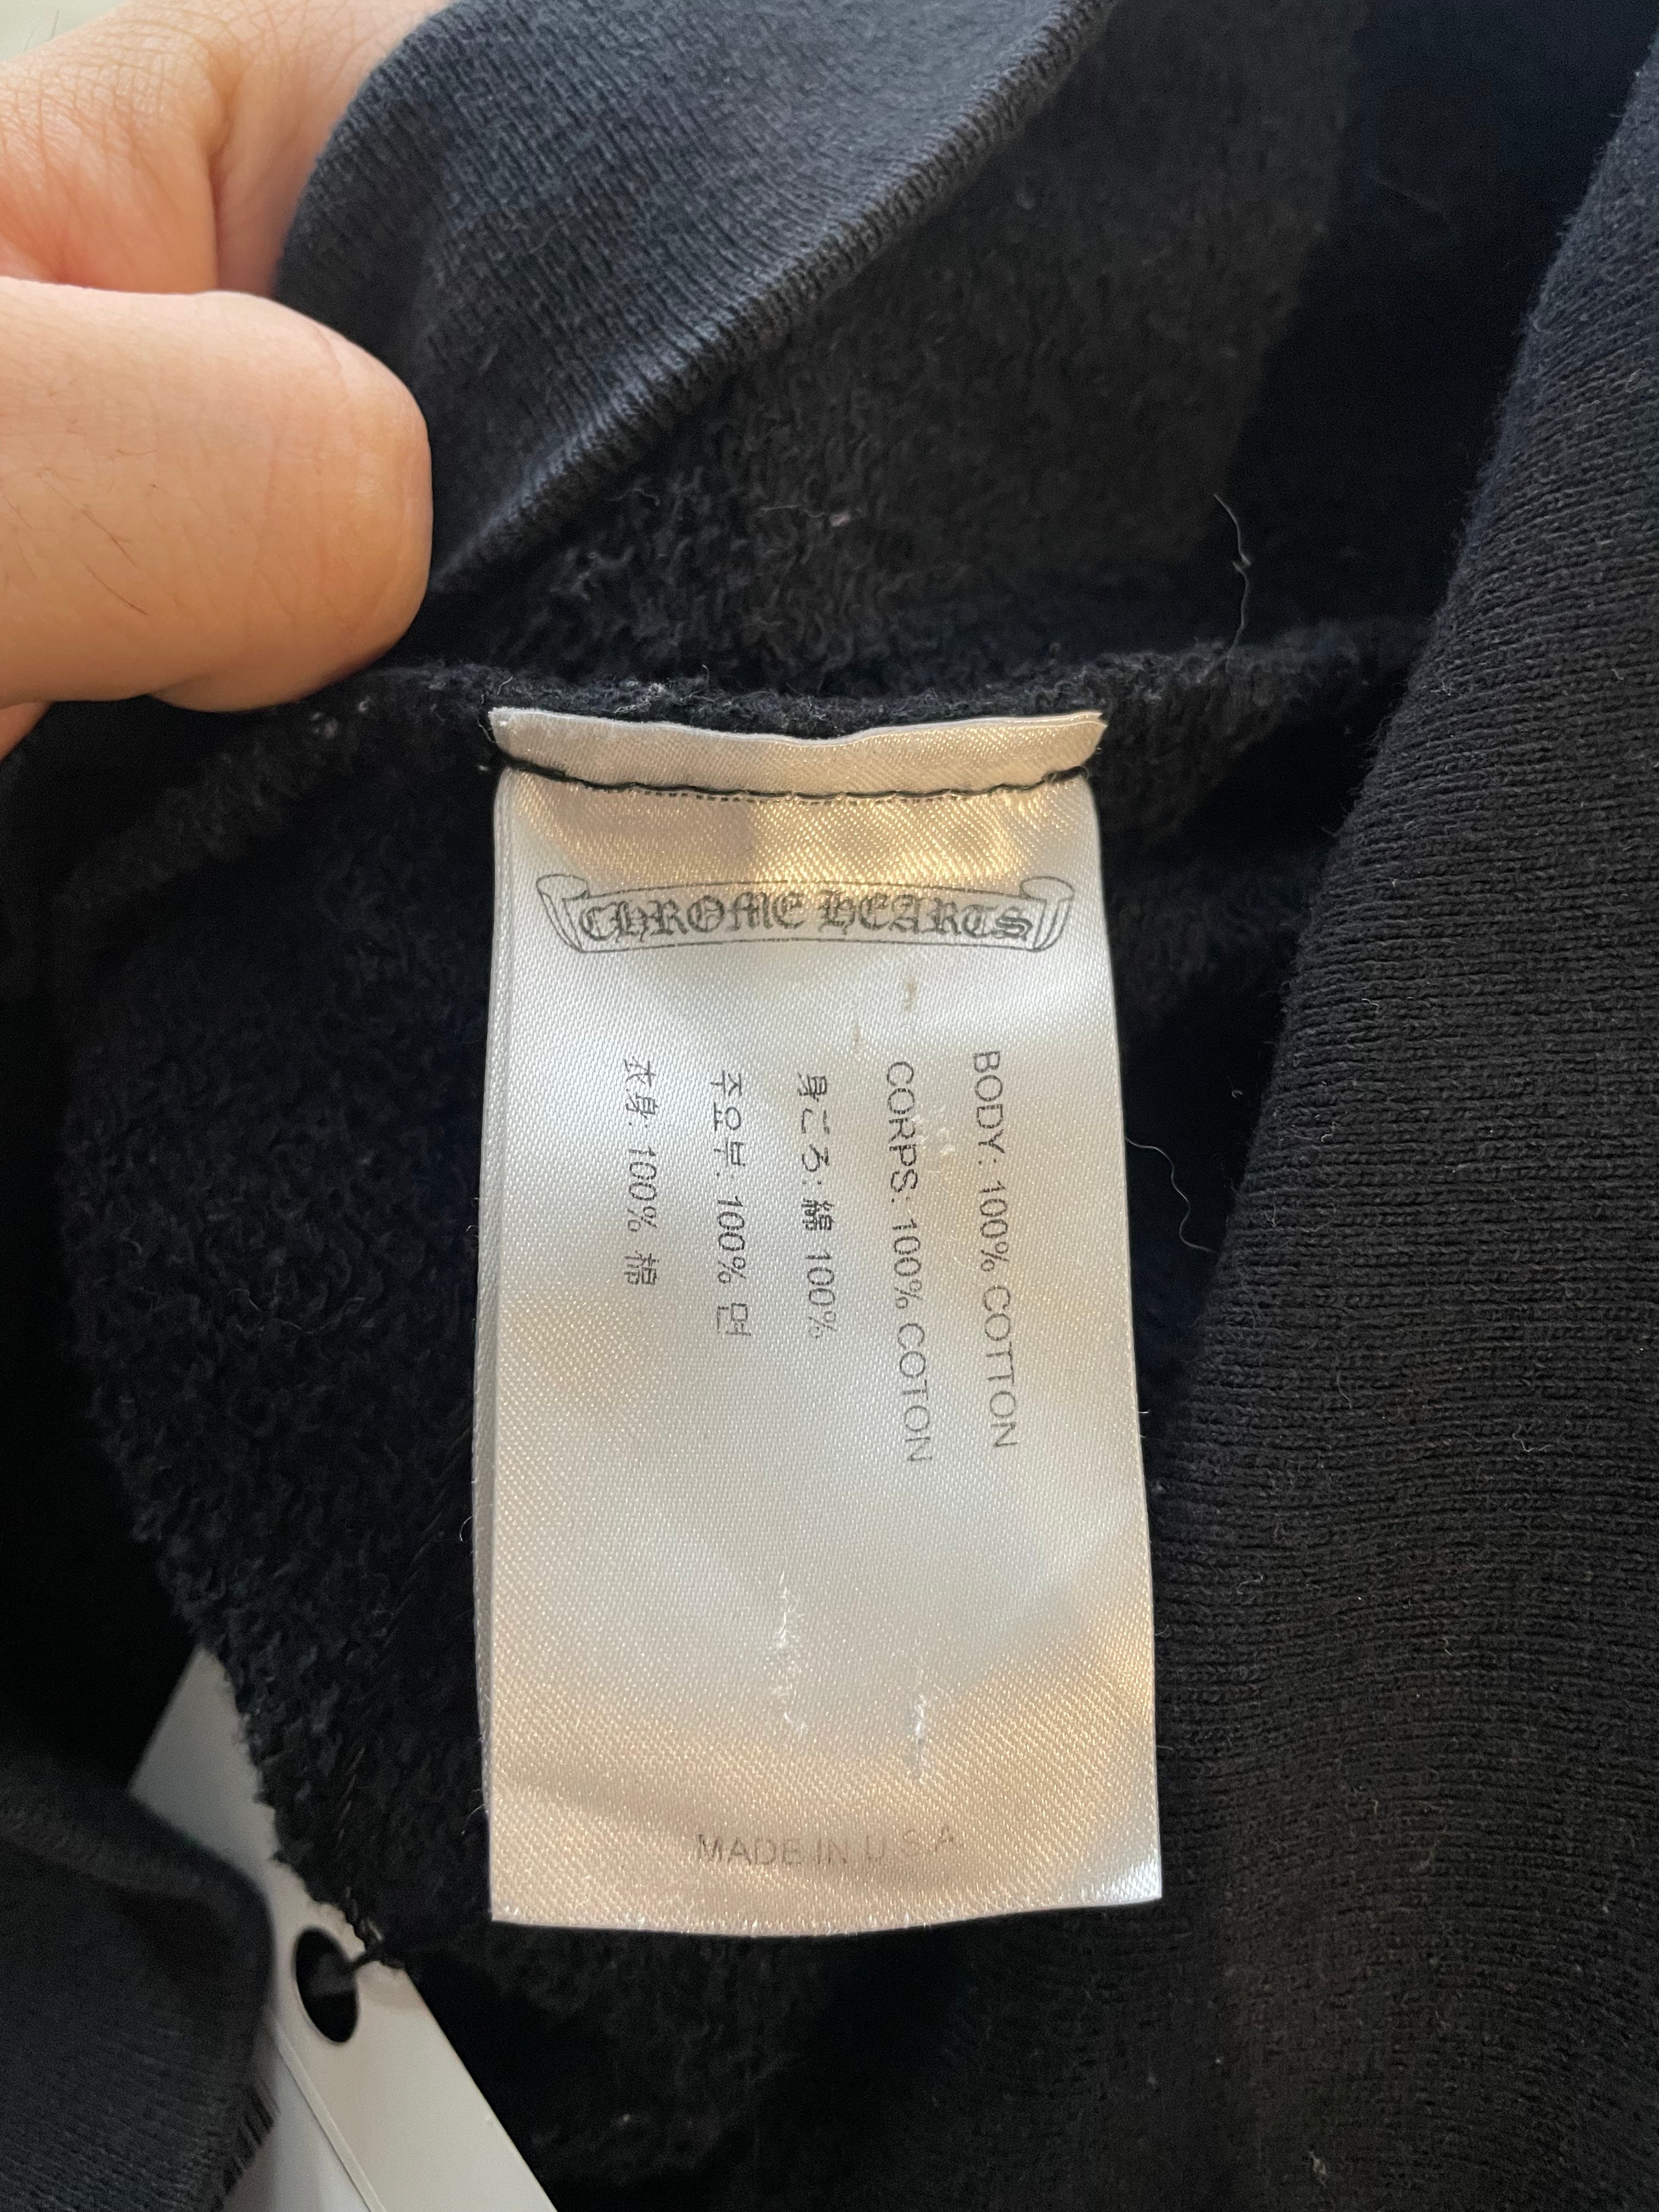 CHROME HEARTS
BODY: 100% COTTON
CORPS: 100% COTON
身ごろ: 綿 100%
주요부: 100% 면
衣身: 100% 棉
MADE IN U.S.A